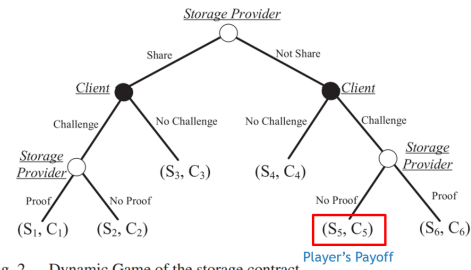 Storage Provider
Share
Not Share
Client
Client
Challenge
No Challenge
No Challenge
Challenge
Storage
Provider
Storage
Provider
(S3, C3)
(S4, C4)
Proof
No Proof
No Proof
Proof
(S1, C1)
(S2, C2)
(S5, C5)
(S6, C6)
Player's Payoff
g. 2. Dynamic Game of the storage contract